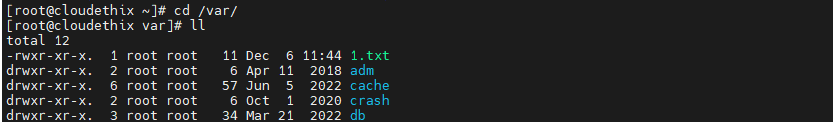 [root@cloudethix ~]# cd /var/
[root@cloudethix var]# ll
total 12
-rwxr-xr-x.  1 root root   11 Dec  6 11:44 1.txt
drwxr-xr-x.  2 root root    6 Apr 11  2018 adm
drwxr-xr-x.  6 root root   57 Jun  5  2022 cache
drwxr-xr-x.  2 root root    6 Oct  1  2020 crash
drwxr-xr-x.  3 root root   34 Mar 21  2022 db